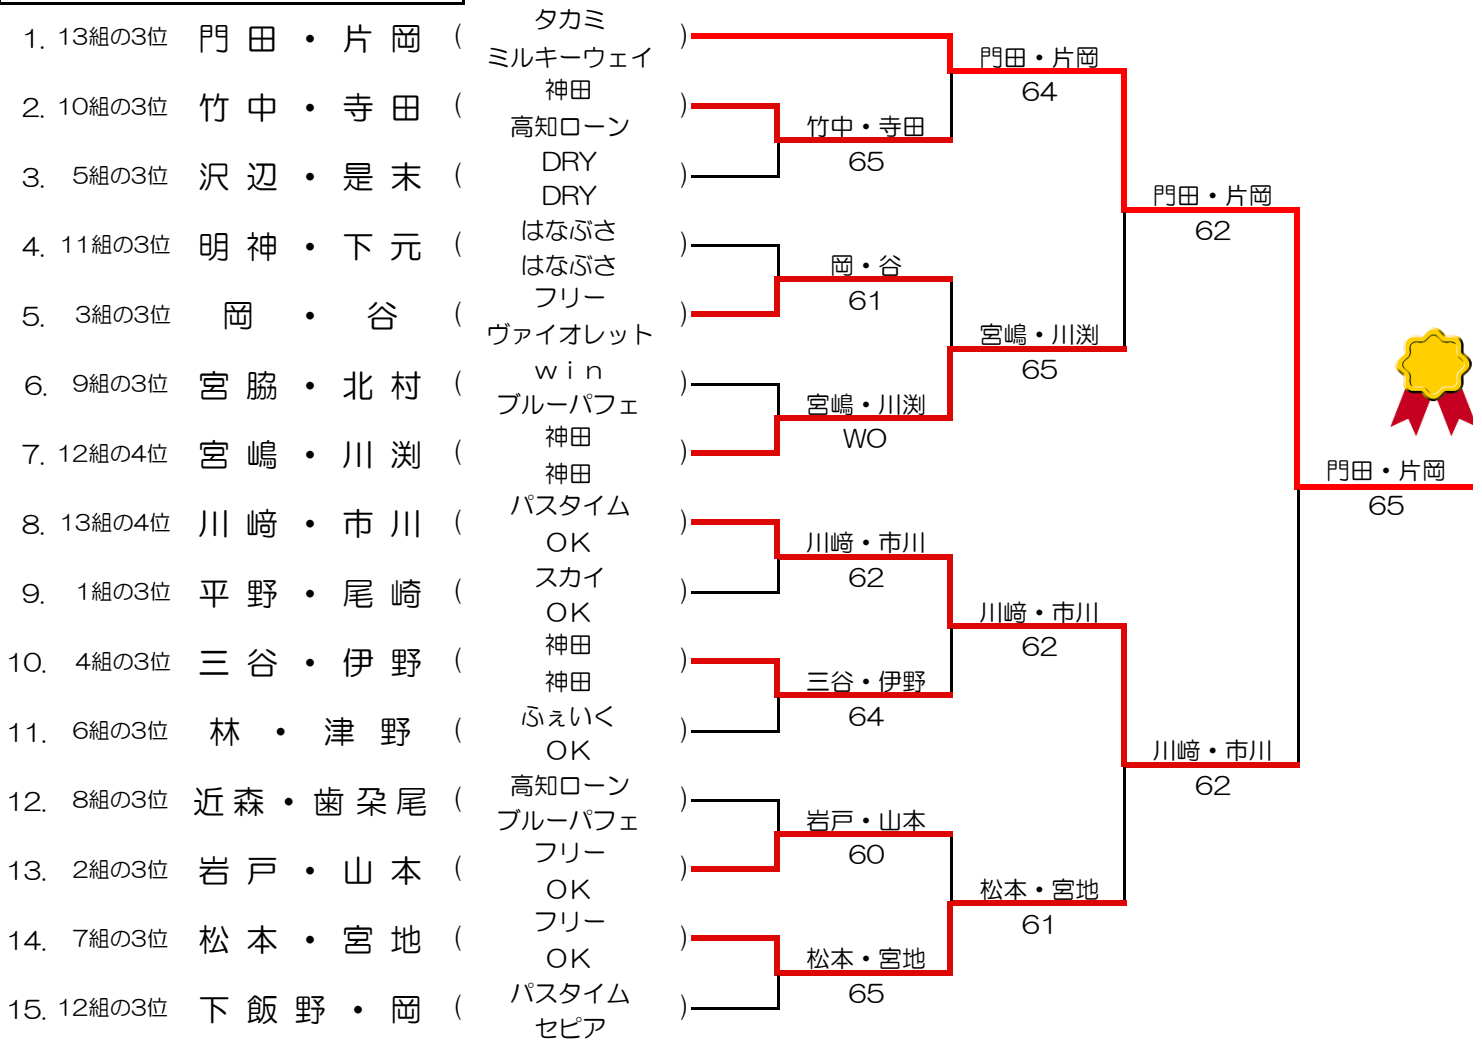 1. 13組の3位 門田・片岡 ( タカミ ミルキーウェイ )
2. 10組の3位 竹中・寺田 ( 神田 高知ローン )
3. 5組の3位 沢辺・是末 ( DRY DRY )
4. 11組の3位 明神・下元 ( はなぶさ はなぶさ )
5. 3組の3位 岡・谷 ( フリー ヴァイオレット )
6. 9組の3位 宮脇・北村 ( ｗｉｎ ブルーパフェ )
7. 12組の4位 宮嶋・川渕 ( 神田 神田 )
8. 13組の4位 川﨑・市川 ( パスタイム OK )
9. 1組の3位 平野・尾崎 ( スカイ OK )
10. 4組の3位 三谷・伊野 ( 神田 神田 )
11. 6組の3位 林・津野 ( ふぇいく OK )
12. 8組の3位 近森・歯朶尾 ( 高知ローン ブルーパフェ )
13. 2組の3位 岩戸・山本 ( フリー OK )
14. 7組の3位 松本・宮地 ( フリー OK )
15. 12組の3位 下飯野・岡 ( パスタイム セピア )
竹中・寺田
65
岡・谷
61
宮嶋・川渕
WO
川﨑・市川
62
三谷・伊野
64
岩戸・山本
60
松本・宮地
65
門田・片岡
64
宮嶋・川渕
65
川﨑・市川
62
松本・宮地
61
門田・片岡
62
川﨑・市川
62
門田・片岡
65